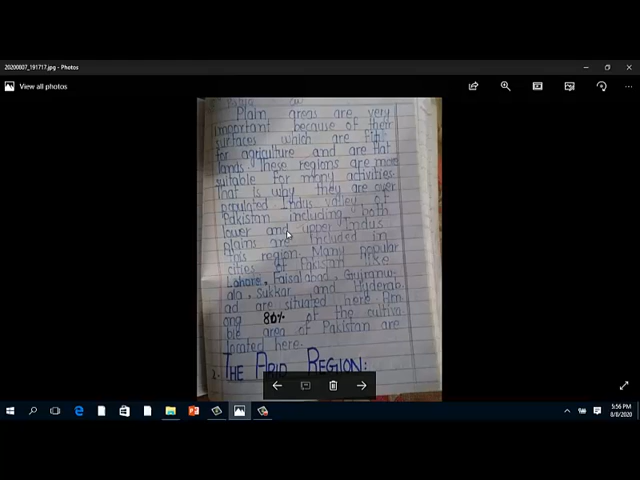 20200807_191717.jpg - Photos
View all photos
Plain areas are very
important because of their
surfaces which are fit
for agriculture and are flat
lands. These regions are more
suitable for many activities
that is why they are over
populated Indus valley of
Pakistan including both
lower and upper Indus
plains are included in
this region. Many popular
cities of Pakistan like
Lahore, Faisalabad, Gujranw-
ala, Sukkar and Hyderab
ad are situated here Am
ong 80% of the cultiva
ble area of Pakistan are
located here.
2. THE ARID REGION:
5:56 PM
8/8/2020